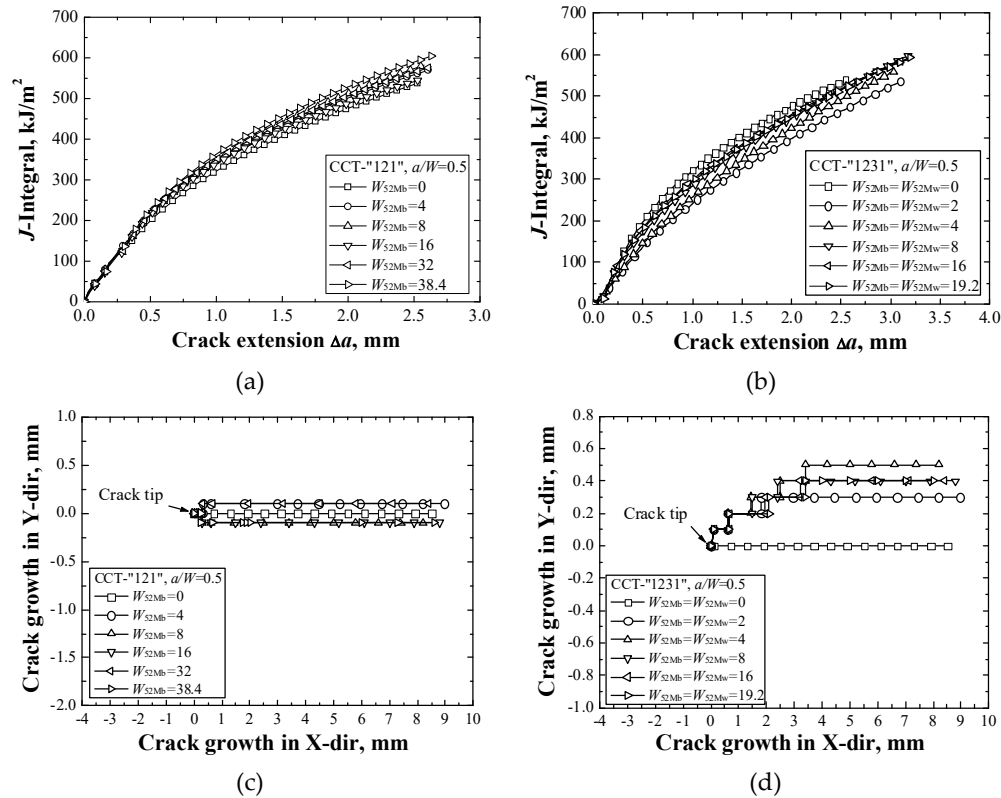 700
600
500
400
300
200
100
0
J-Integral, kJ/m²
0.0 0.5 1.0 1.5 2.0 2.5 3.0
Crack extension Δa, mm
CCT-"121", a/W=0.5
W52Mb=0
W52Mb=4
W52Mb=8
W52Mb=16
W52Mb=32
W52Mb=38.4
(a)
700
600
500
400
300
200
100
0
J-Integral, kJ/m²
0.0 0.5 1.0 1.5 2.0 2.5 3.0 3.5 4.0
Crack extension Δa, mm
CCT-"1231", a/W=0.5
W52Mb=W52Mw=0
W52Mb=W52Mw=2
W52Mb=W52Mw=4
W52Mb=W52Mw=8
W52Mb=W52Mw=16
W52Mb=W52Mw=19.2
(b)
1.0
0.5
0.0
-0.5
-1.0
-1.5
-2.0
Crack growth in Y-dir, mm
Crack tip
CCT-"121", a/W=0.5
W52Mb=0
W52Mb=4
W52Mb=8
W52Mb=16
W52Mb=32
W52Mb=38.4
-4 -3 -2 -1 0 1 2 3 4 5 6 7 8 9 10
Crack growth in X-dir, mm
(c)
0.8
0.6
0.4
0.2
0.0
-0.2
-0.4
-0.6
-0.8
-1.0
Crack growth in Y-dir, mm
Crack tip
CCT-"1231", a/W=0.5
W52Mb=W52Mw=0
W52Mb=W52Mw=2
W52Mb=W52Mw=4
W52Mb=W52Mw=8
W52Mb=W52Mw=16
W52Mb=W52Mw=19.2
-4 -3 -2 -1 0 1 2 3 4 5 6 7 8 9 10
Crack growth in X-dir, mm
(d)